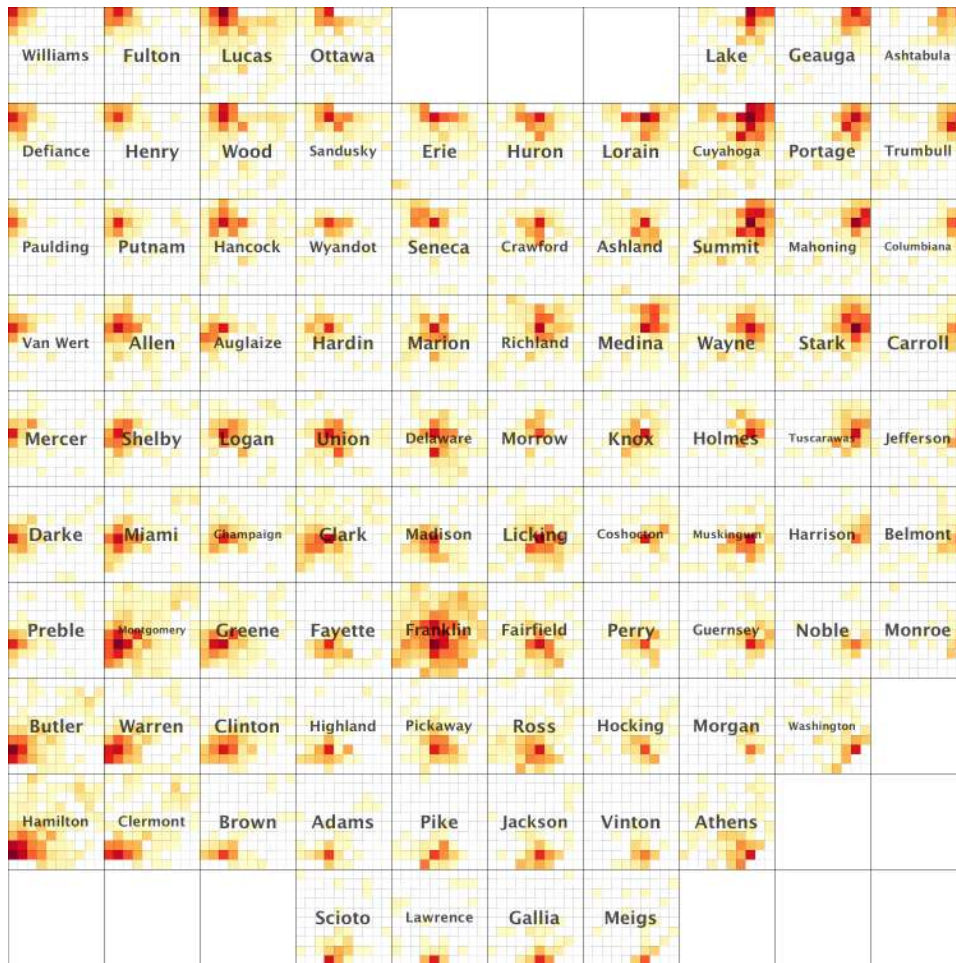 Williams Fulton Lucas Ottawa Lake Geauga Ashtabula
Defiance Henry Wood Sandusky Erie Huron Lorain Cuyahoga Portage Trumbull
Paulding Putnam Hancock Wyandot Seneca Crawford Ashland Summit Mahoning Columbiana
Van Wert Allen Auglaize Hardin Marion Richland Medina Wayne Stark Carroll
Mercer Shelby Logan Union Delaware Morrow Knox Holmes Tuscarawas Jefferson
Darke Miami Champaign Clark Madison Licking Coshocton Muskingum Harrison Belmont
Preble Montgomery Greene Fayette Franklin Fairfield Perry Guernsey Noble Monroe
Butler Warren Clinton Highland Pickaway Ross Hocking Morgan Washington
Hamilton Clermont Brown Adams Pike Jackson Vinton Athens
Scioto Lawrence Gallia Meigs